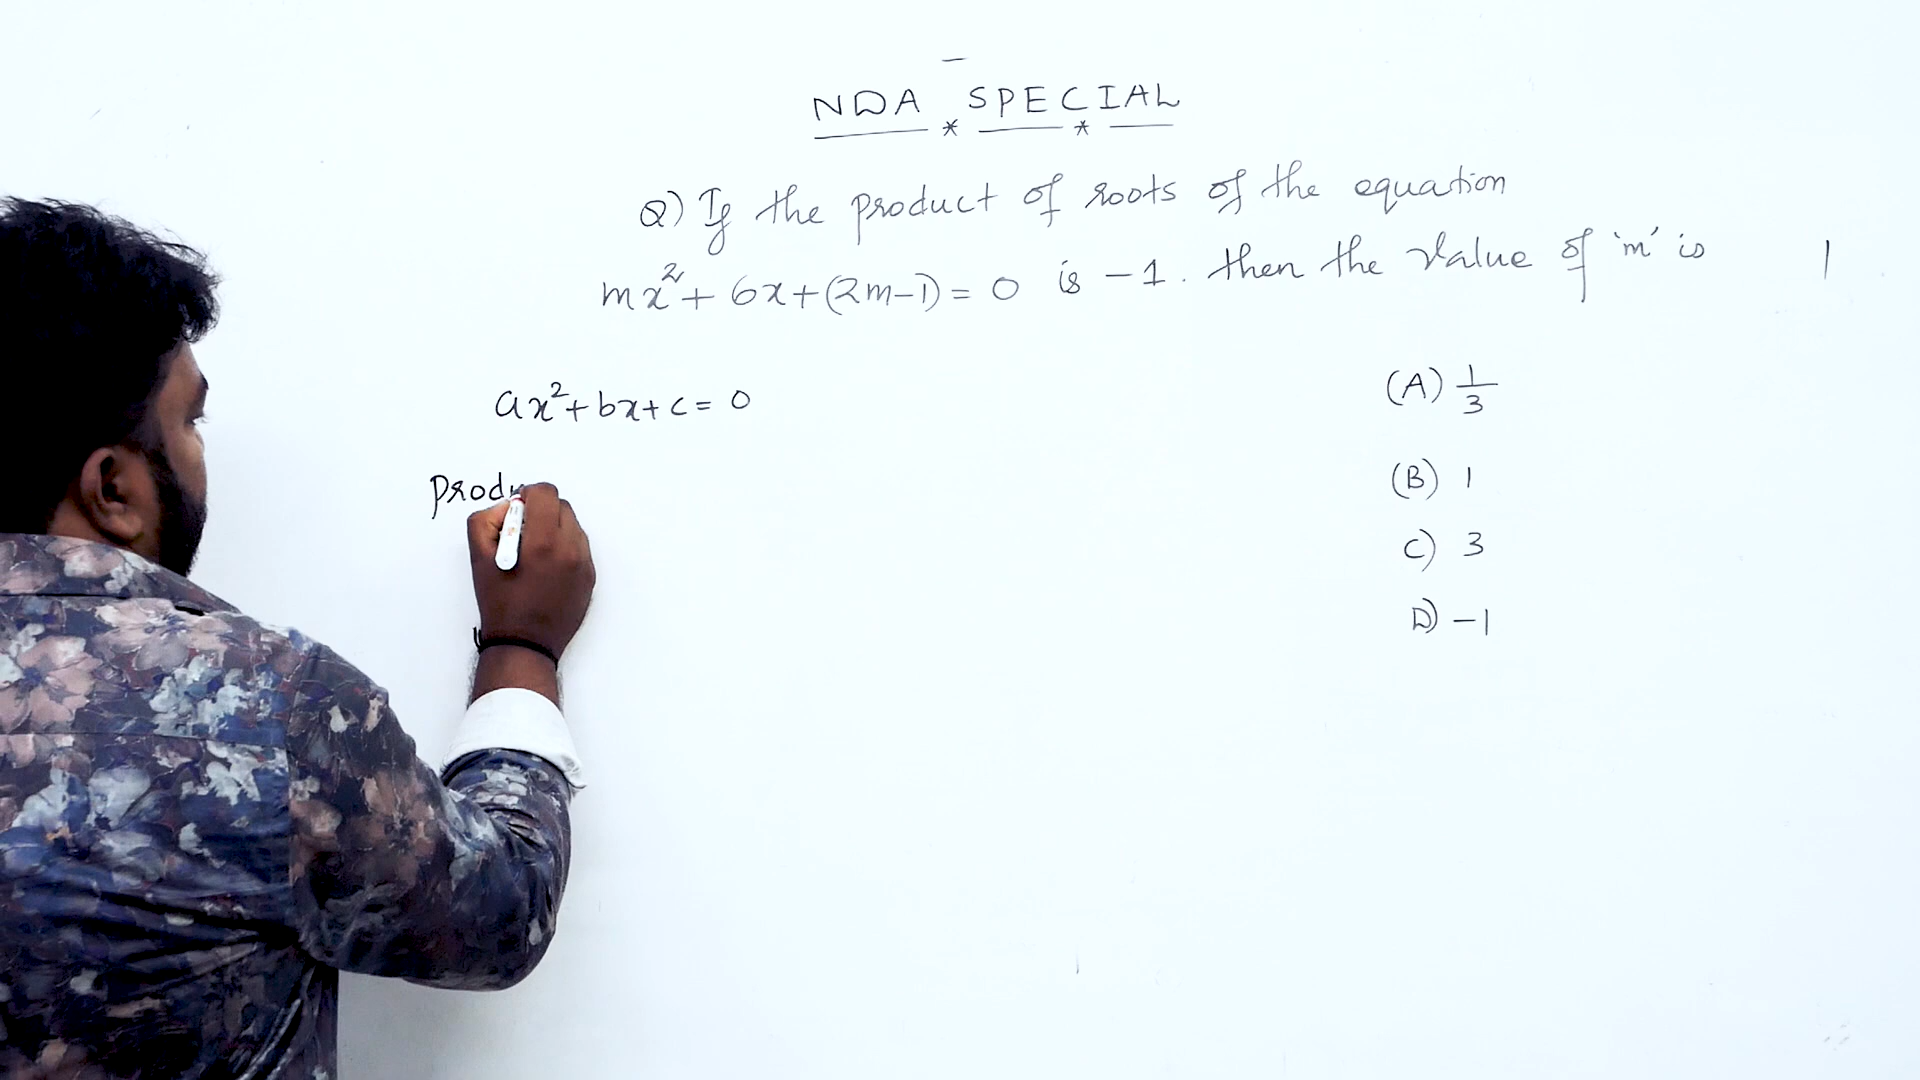 NDA SPECIAL
Q) If the product of roots of the equation
mx²+ 6x+(2m-1)= 0 is -1. then the value of 'm' is
ax²+bx+c= 0
(A) 1/3
Prod
(B) 1
C) 3
D) -1